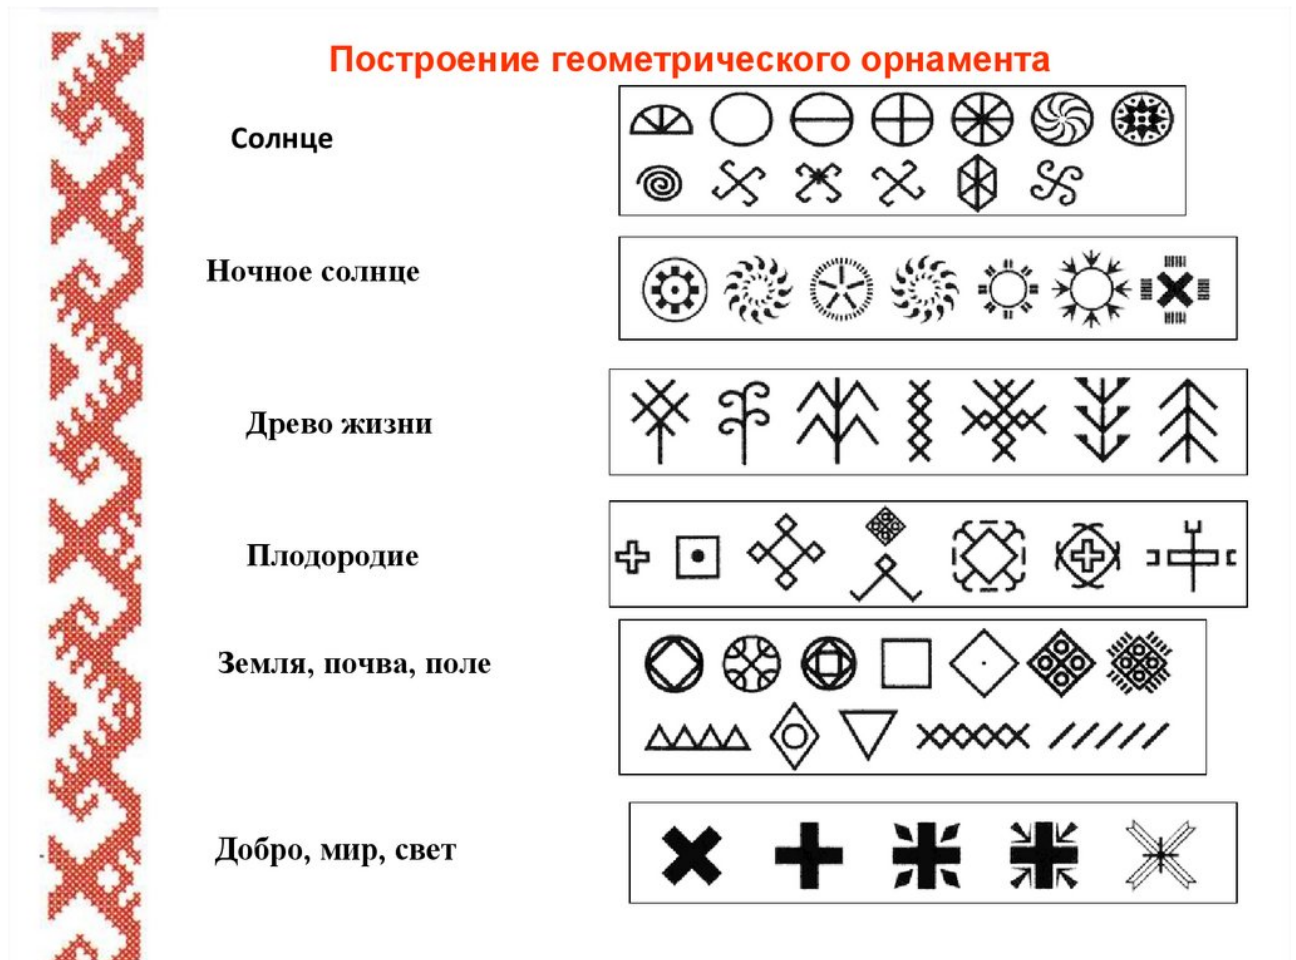 Построение геометрического орнамента
Солнце
Ночное солнце
Древо жизни
Плодородие
Земля, почва, поле
Добро, мир, свет